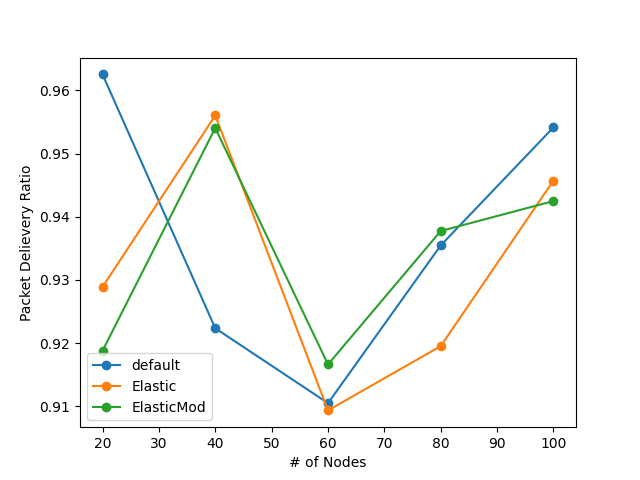 0.96
0.95
0.94
0.93
0.92
0.91
Packet Delievery Ratio
default
Elastic
ElasticMod
20 30 40 50 60 70 80 90 100
# of Nodes